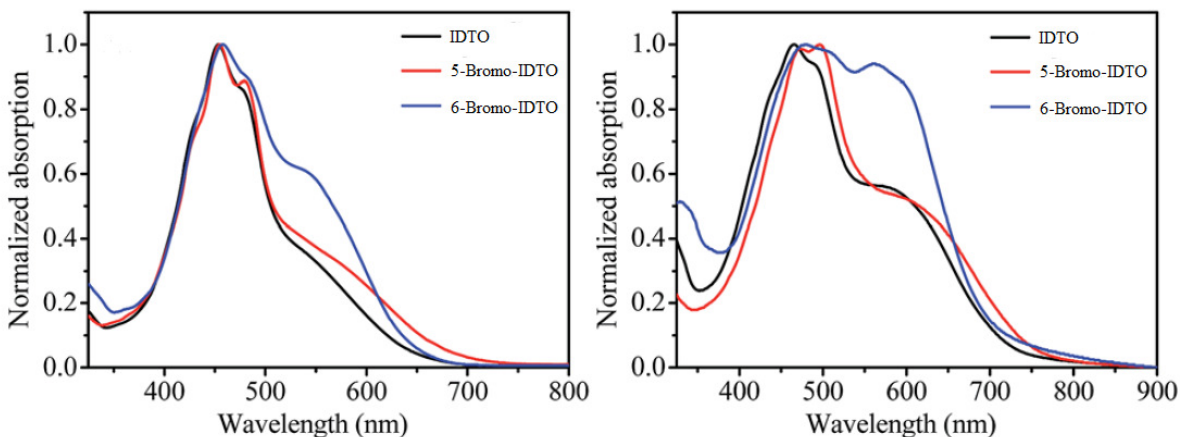 1.0
0.8
0.6
0.4
0.2
0.0
Normalized absorption
IDTO
5-Bromo-IDTO
6-Bromo-IDTO
400 500 600 700 800
Wavelength (nm)
1.0
0.8
0.6
0.4
0.2
0.0
Normalized absorption
IDTO
5-Bromo-IDTO
6-Bromo-IDTO
400 500 600 700 800 900
Wavelength (nm)